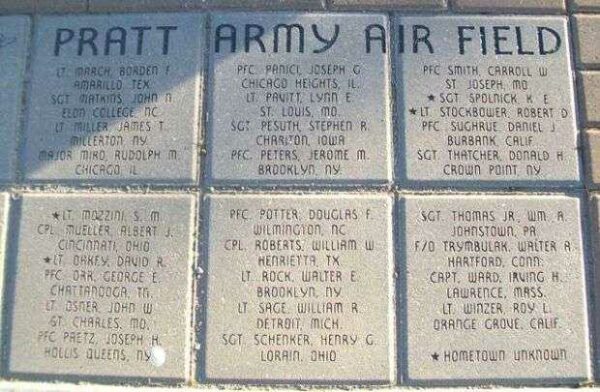 PRATT ARMY AIR FIELD
LT. MARCH, BORDEN F.
AMARILLO TEX.
SGT MATKINS JOHN N
ELON COLLEGE, NC
LT. MILLER JAMES T.
MILLERTON, NY.
MAJOR MIKO, RUDOLPH M.
CHICAGO IL
PFC. PANICI, JOSEPH G
CHICAGO HEIGHTS, IL.
LT. PAVITT, LYNN E.
ST. LOUIS, MO.
SGT. PESUTH, STEPHEN R.
CHARITON, IOWA
PFC. PETERS, JEROME M.
BROOKLYN, NY.
PFC SMITH, CARROLL W
ST JOSEPH, MO
★SGT SPOLNICK K E
★LT. STOCKBOWER, ROBERT D
PFC. SUGHRUE, DANIEL J
BURBANK, CALIF.
SGT. THATCHER, DONALD H
CROWN POINT, NY
★LT. MOZZINI, S. M.
CPL. MUELLER, ALBERT J.
CINCINNATI, OHIO
★LT. OAKEY, DAVID R.
PFC. ORR, GEORGE E.
CHATTANOOGA, TN.
LT. OSNER, JOHN W
ST. CHARLES, MO.
PFC PAETZ, JOSEPH H.
HOLLIS QUEENS, NY.
PFC. POTTER, DOUGLAS F.
WILMINGTON, NC
CPL. ROBERTS, WILLIAM W
HENRIETTA, TX
LT. ROCK, WALTER E.
BROOKLYN, NY.
LT. SAGE, WILLIAM R.
DETROIT, MICH.
SGT. SCHENKER, HENRY G.
LORAIN, OHIO
SGT. THOMAS JR., WM. A.
JOHNSTOWN, PA
F/O TRYMBULAK, WALTER A.
HARTFORD, CONN.
CAPT. WARD, IRVING H.
LAWRENCE, MASS.
LT. WINZER, ROY L.
ORANGE GROVE, CALIF.
★HOMETOWN UNKNOWN